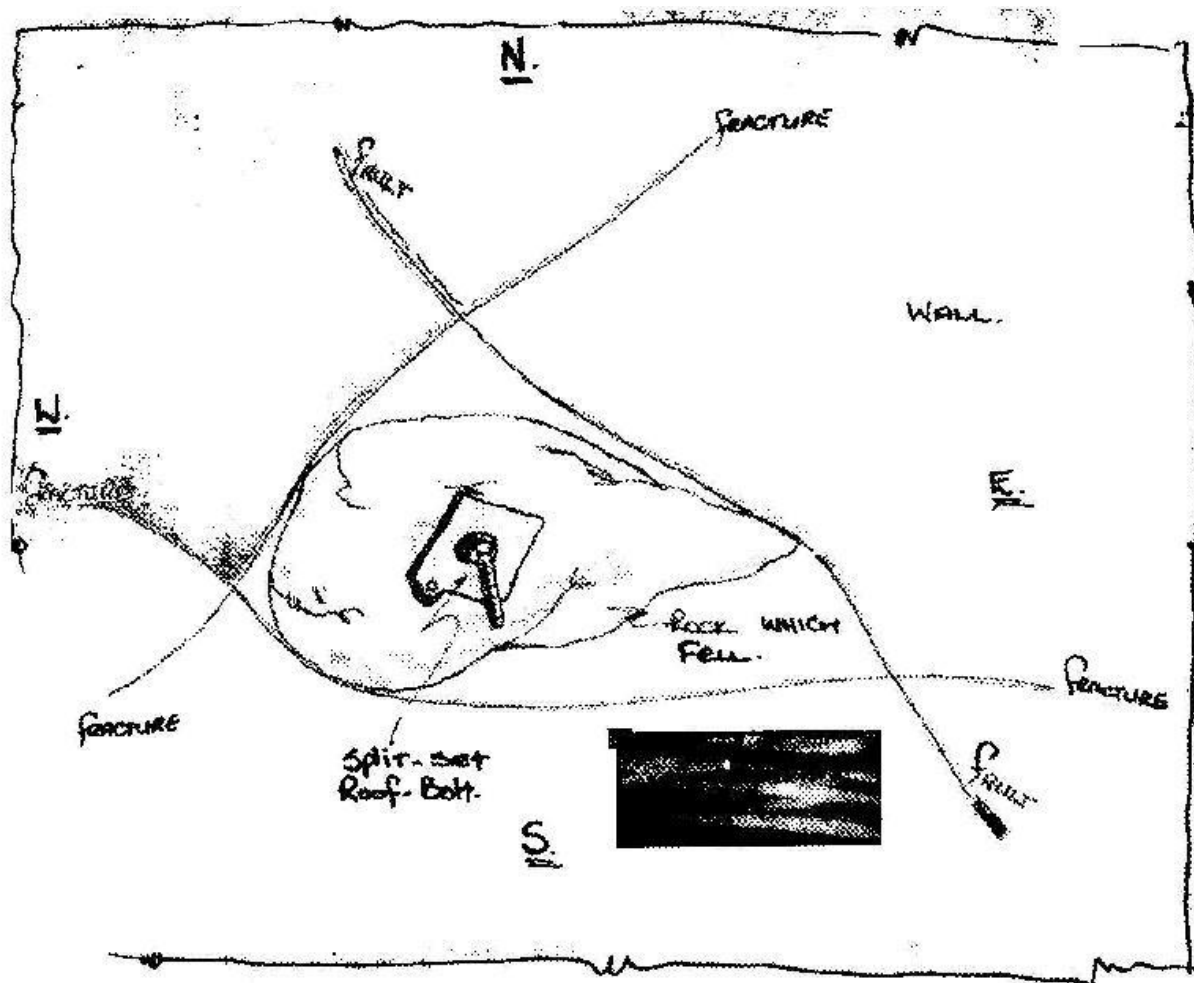 N.
fracture
fault
WALL.
W.
E.
fracture
Rock which
Fell.
fracture
fracture
Split-Set
Roof-Bolt.
fault
S.